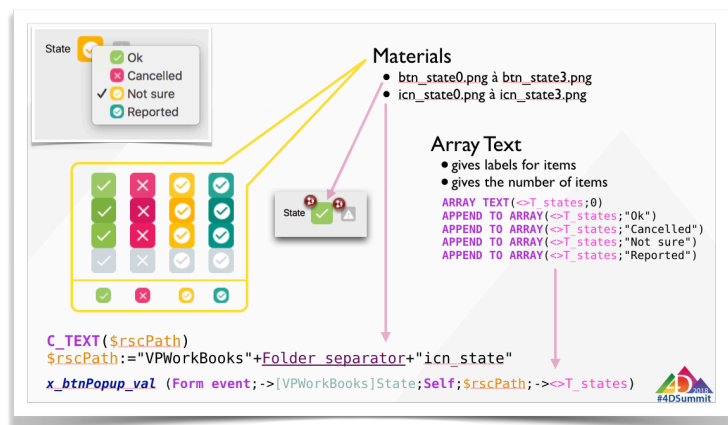 State
Ok
Cancelled
✓ Not sure
Reported
Materials
• btn_state0.png à btn_state3.png
• icn_state0.png à icn_state3.png
Array Text
• gives labels for items
• gives the number of items
ARRAY TEXT(<>T_states;0)
APPEND TO ARRAY(<>T_states;"Ok")
APPEND TO ARRAY(<>T_states;"Cancelled")
APPEND TO ARRAY(<>T_states;"Not sure")
APPEND TO ARRAY(<>T_states;"Reported")
State
C_TEXT($rscPath)
$rscPath:="VPWorkBooks"+Folder separator+"icn_state"
x_btnPopup_val (Form event;->[VPWorkBooks]State;Self;$rscPath;-><>T_states)
4D
2018
#4DSummit